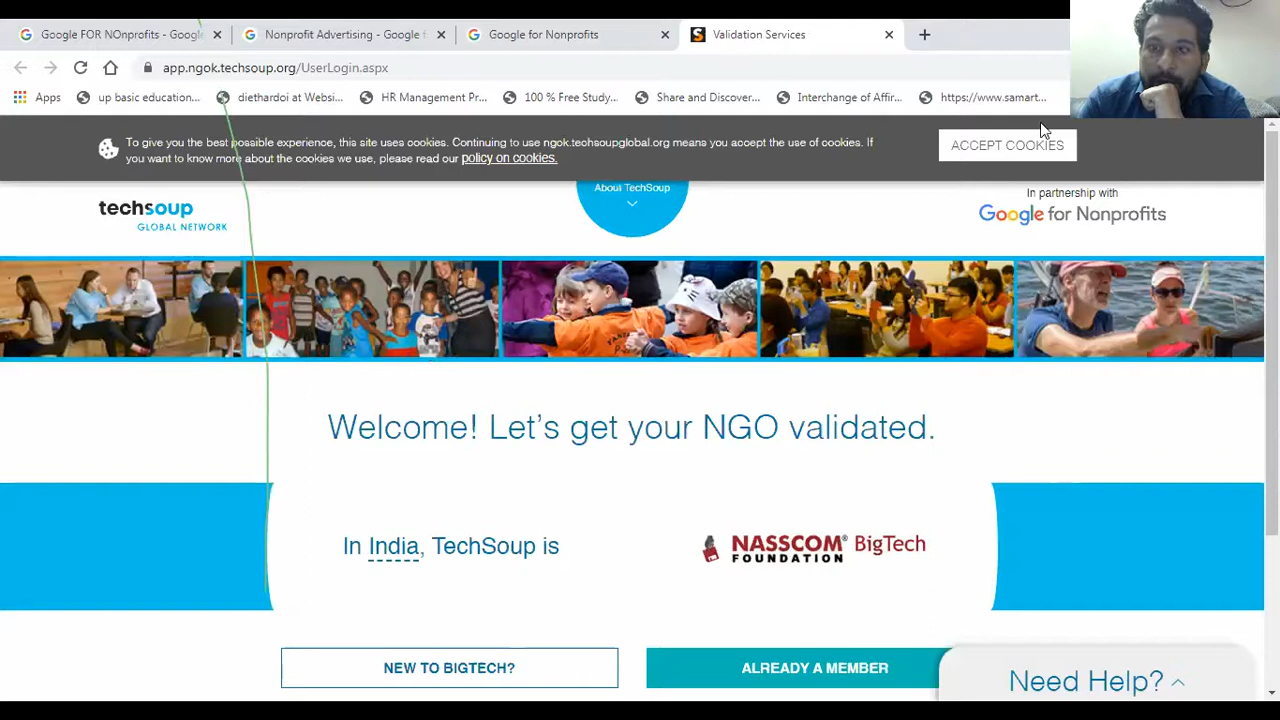 Google FOR NOnprofits - Googl
Nonprofit Advertising - Google f
Google for Nonprofits
Validation Services
app.ngok.techsoup.org/UserLogin.aspx
Apps
up basic education...
diethardoi at Websi...
HR Management Pr...
100 % Free Study...
Share and Discover...
Interchange of Affir...
https://www.samart...
To give you the best possible experience, this site uses cookies. Continuing to use ngok.techsoupglobal.org means you accept the use of cookies. If
you want to know more about the cookies we use, please read our policy on cookies.
ACCEPT COOKIES
About TechSoup
techsoup
GLOBAL NETWORK
In partnership with
Google for Nonprofits
Welcome! Let's get your NGO validated.
In India, TechSoup is
NASSCOM® BigTech
FOUNDATION
NEW TO BIGTECH?
ALREADY A MEMBER
Need Help?